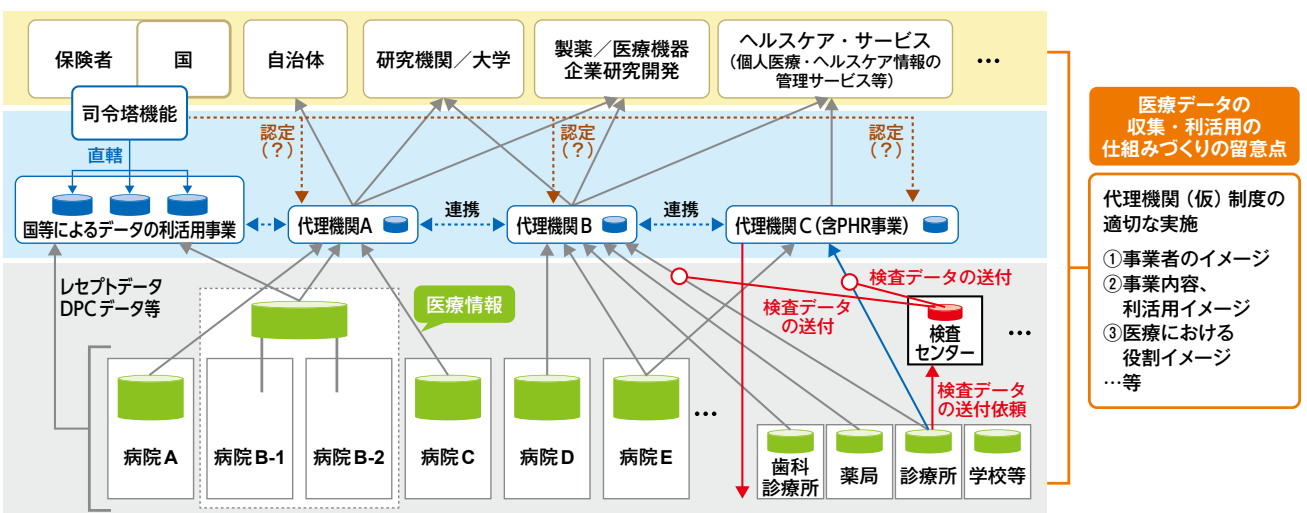 保険者
国
自治体
研究機関／大学
製薬／医療機器
企業研究開発
ヘルスケア・サービス
（個人医療・ヘルスケア情報の
管理サービス等）
…
司令塔機能
直轄
認定
（？）
認定
（？）
認定
（？）
国等によるデータの利活用事業
代理機関A
連携
代理機関B
連携
代理機関C（含PHR事業）
レセプトデータ
DPCデータ等
医療情報
検査データ
の送付
検査データの送付
検査
センター
…
検査データ
の送付依頼
病院A
病院B-1
病院B-2
病院C
病院D
病院E
…
歯科
診療所
薬局
診療所
学校等
医療データの
収集・利活用の
仕組みづくりの留意点
代理機関（仮）制度の
適切な実施
①事業者のイメージ
②事業内容、
利活用イメージ
③医療における
役割イメージ
…等